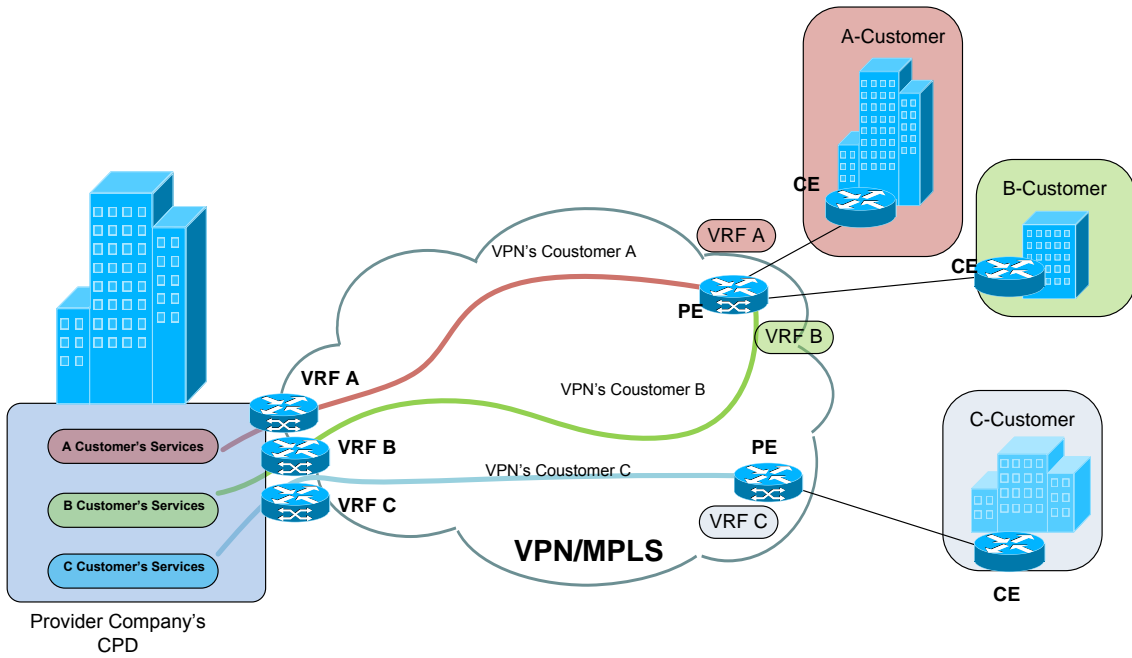 A-Customer
CE
B-Customer
CE
VRF A
VPN's Coustomer A
PE
VRF B
VRF A
VPN's Coustomer B
C-Customer
A Customer's Services
VRF B
PE
VPN's Coustomer C
B Customer's Services
VRF C
VRF C
VPN/MPLS
C Customer's Services
CE
Provider Company's
CPD